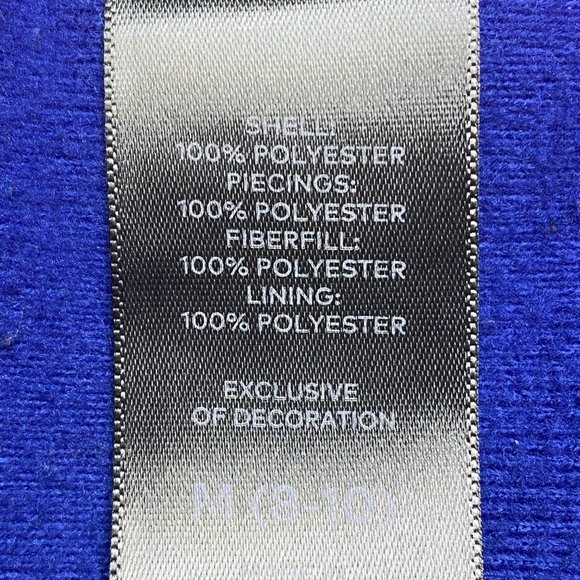 SHELL:
100% POLYESTER
PIECINGS:
100% POLYESTER
FIBERFILL:
100% POLYESTER
LINING:
100% POLYESTER
EXCLUSIVE
OF DECORATION
M (8-10)